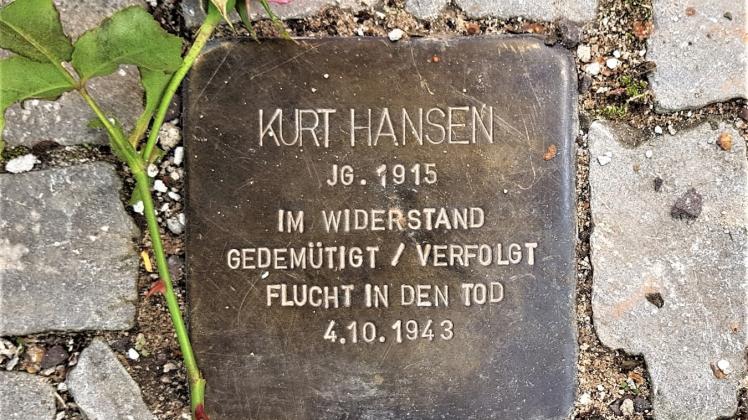 KURT HANSEN
JG. 1915
IM WIDERSTAND
GEDEMÜTIGT / VERFOLGT
FLUCHT IN DEN TOD
4.10.1943